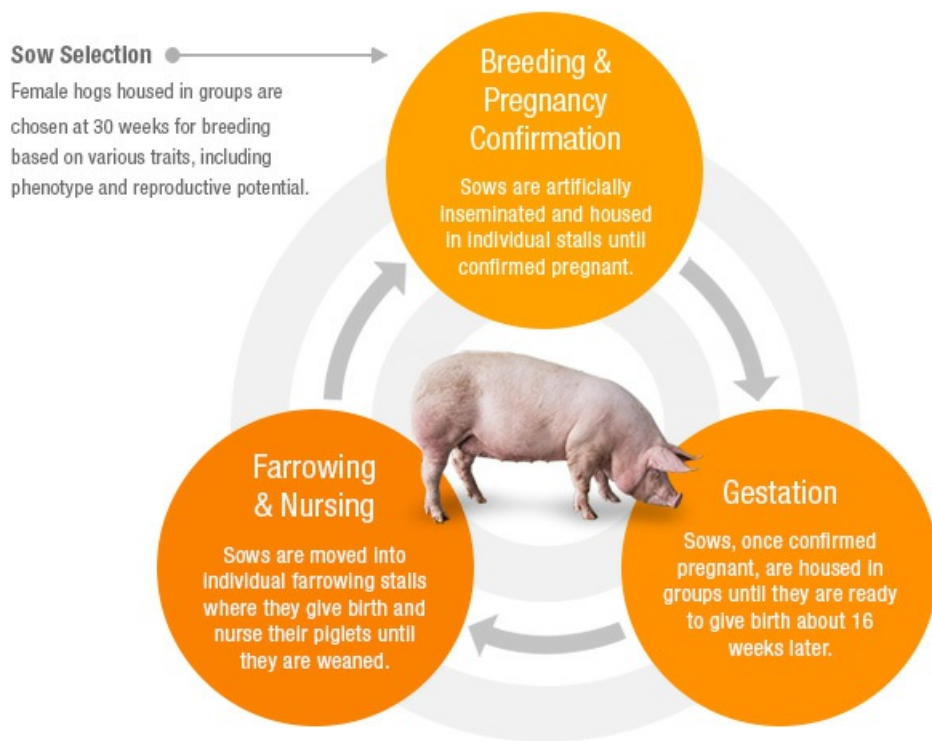 Sow Selection
Female hogs housed in groups are
chosen at 30 weeks for breeding
based on various traits, including
phenotype and reproductive potential.
Breeding &
Pregnancy
Confirmation
Sows are artificially
inseminated and housed
in individual stalls until
confirmed pregnant.
Gestation
Sows, once confirmed
pregnant, are housed in
groups until they are ready
to give birth about 16
weeks later.
Farrowing
& Nursing
Sows are moved into
individual farrowing stalls
where they give birth and
nurse their piglets until
they are weaned.